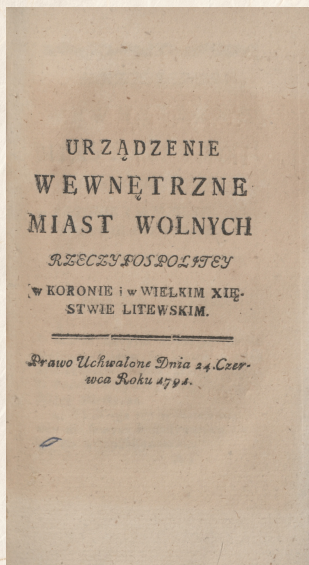 URZĄDZENIE
WEWNĘTRZNE
MIAST WOLNYCH
RZECZYPOSPOLITEY
w KORONIE i w WIELKIM XIĘ-
STWIE LITEWSKIM.
Prawo Uchwalone Dnia 24. Czer-
wca Roku 1791.